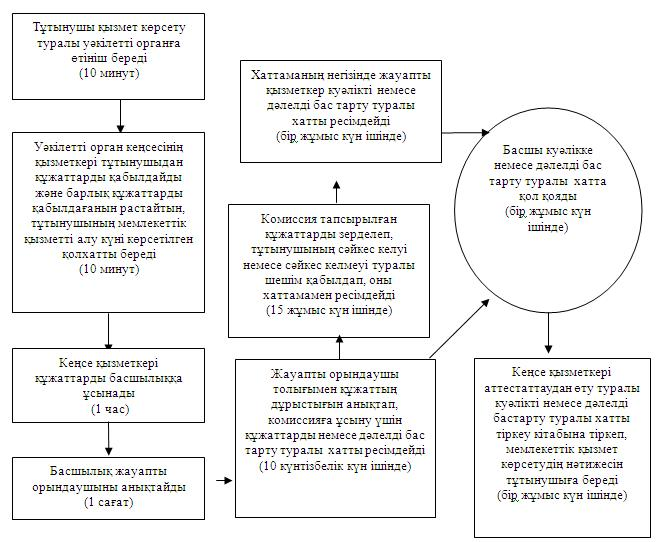 Тұтынушы қызмет көрсету
туралы уәкілетті органға
өтініш береді
(10 минут)
Уәкілетті орган кеңсесінің
қызметкері тұтынушыдан
құжаттарды қабылдайды
және барлық құжаттарды
қабылдағанын растайтын,
тұтынушының мемлекеттік
қызметті алу күні көрсетілген
қолхатты береді
(10 минут)
Кеңсе қызметкері
құжаттарды басшылыққа
ұсынады
(1 час)
Басшылық жауапты
орындаушыны анықтайды
(1 сағат)
Жауапты орындаушы
толығымен құжаттың
дұрыстығын анықтап,
комиссияға ұсыну үшін
құжаттарды немесе дәлелді бас
тарту туралы хатты ресімдейді
(10 күнтізбелік күн ішінде)
Комиссия тапсырылған
құжаттарды зерделеп,
тұтынушының сәйкес келуі
немесе сәйкес келмеуі туралы
шешім қабылдап, оны
хаттамамен ресімдейді
(15 жұмыс күн ішінде)
Хаттаманың негізінде жауапты
қызметкер куәлікті немесе
дәлелді бас тарту туралы
хатты ресімдейді
(бір жұмыс күн ішінде)
Басшы куәлікке
немесе дәлелді бас
тарту туралы хатта
қол қояды
(бір жұмыс күн
ішінде)
Кеңсе қызметкері
аттестаттаудан өту туралы
куәлікті немесе дәлелді
бастарту туралы хатты
тіркеу кітабына тіркеп,
мемлекеттік қызмет
көрсетудің нәтижесін
тұтынушыға береді
(бір жұмыс күн ішінде)